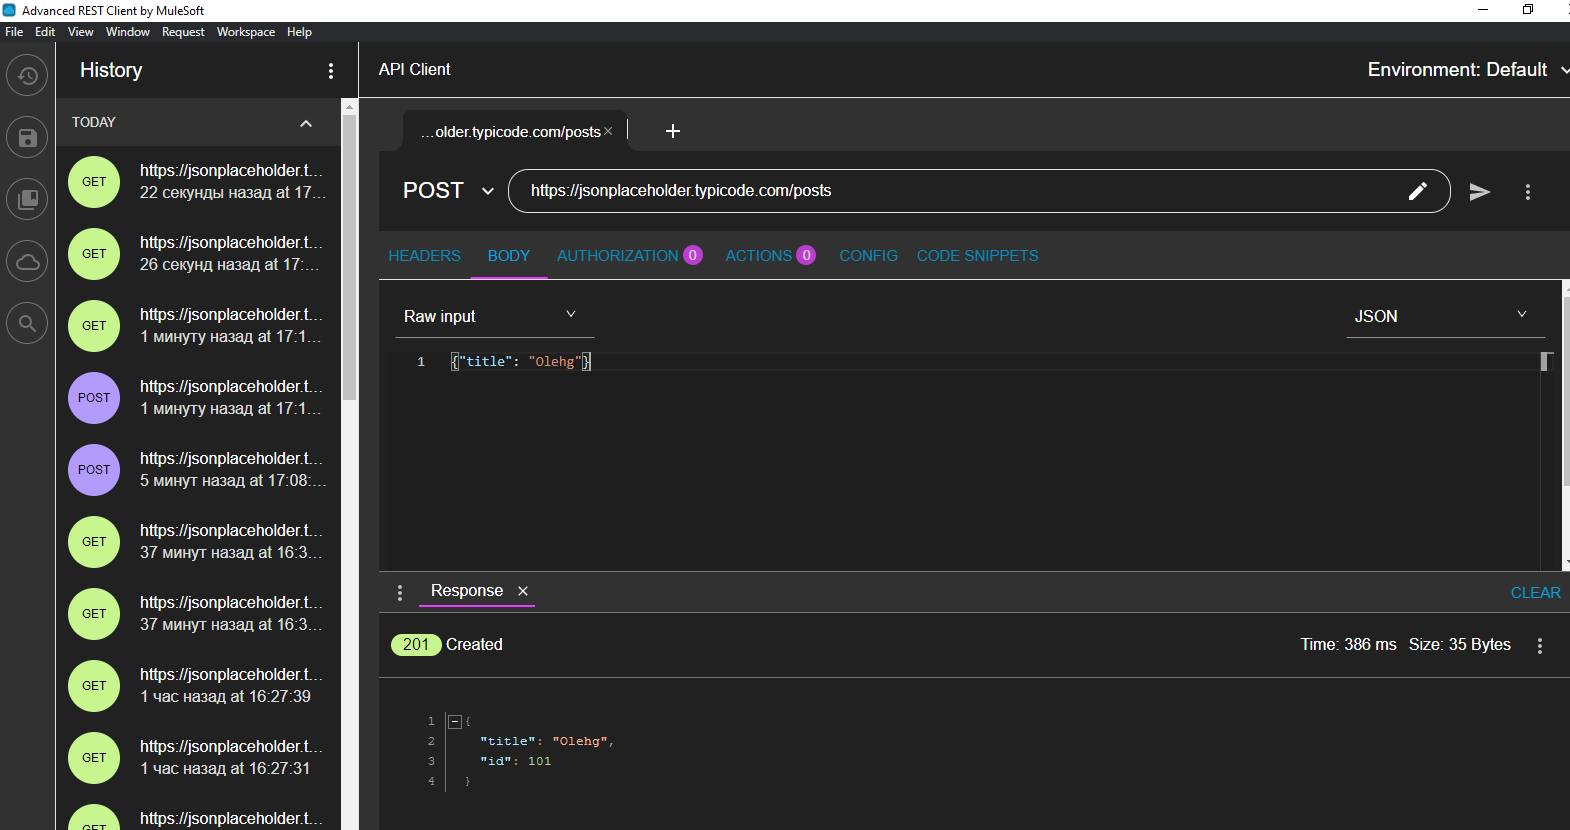 Advanced REST Client by MuleSoft
File Edit View Window Request Workspace Help
History
API Client
Environment: Default
TODAY
...older.typicode.com/posts
POST
https://jsonplaceholder.typicode.com/posts
HEADERS BODY AUTHORIZATION 0 ACTIONS 0 CONFIG CODE SNIPPETS
Raw input
JSON
1 {"title": "Olehg"}
GET
https://jsonplaceholder.t...
22 секунды назад at 17...
GET
https://jsonplaceholder.t...
26 секунд назад at 17:...
GET
https://jsonplaceholder.t...
1 минуту назад at 17:1...
POST
https://jsonplaceholder.t...
1 минуту назад at 17:1...
POST
https://jsonplaceholder.t...
5 минут назад at 17:08:...
GET
https://jsonplaceholder.t...
37 минут назад at 16:3...
GET
https://jsonplaceholder.t...
37 минут назад at 16:3...
GET
https://jsonplaceholder.t...
1 час назад at 16:27:39
GET
https://jsonplaceholder.t...
1 час назад at 16:27:31
GET
https://jsonplaceholder.t...
Response
CLEAR
201 Created
Time: 386 ms Size: 35 Bytes
1 {
2 "title": "Olehg",
3 "id": 101
4 }